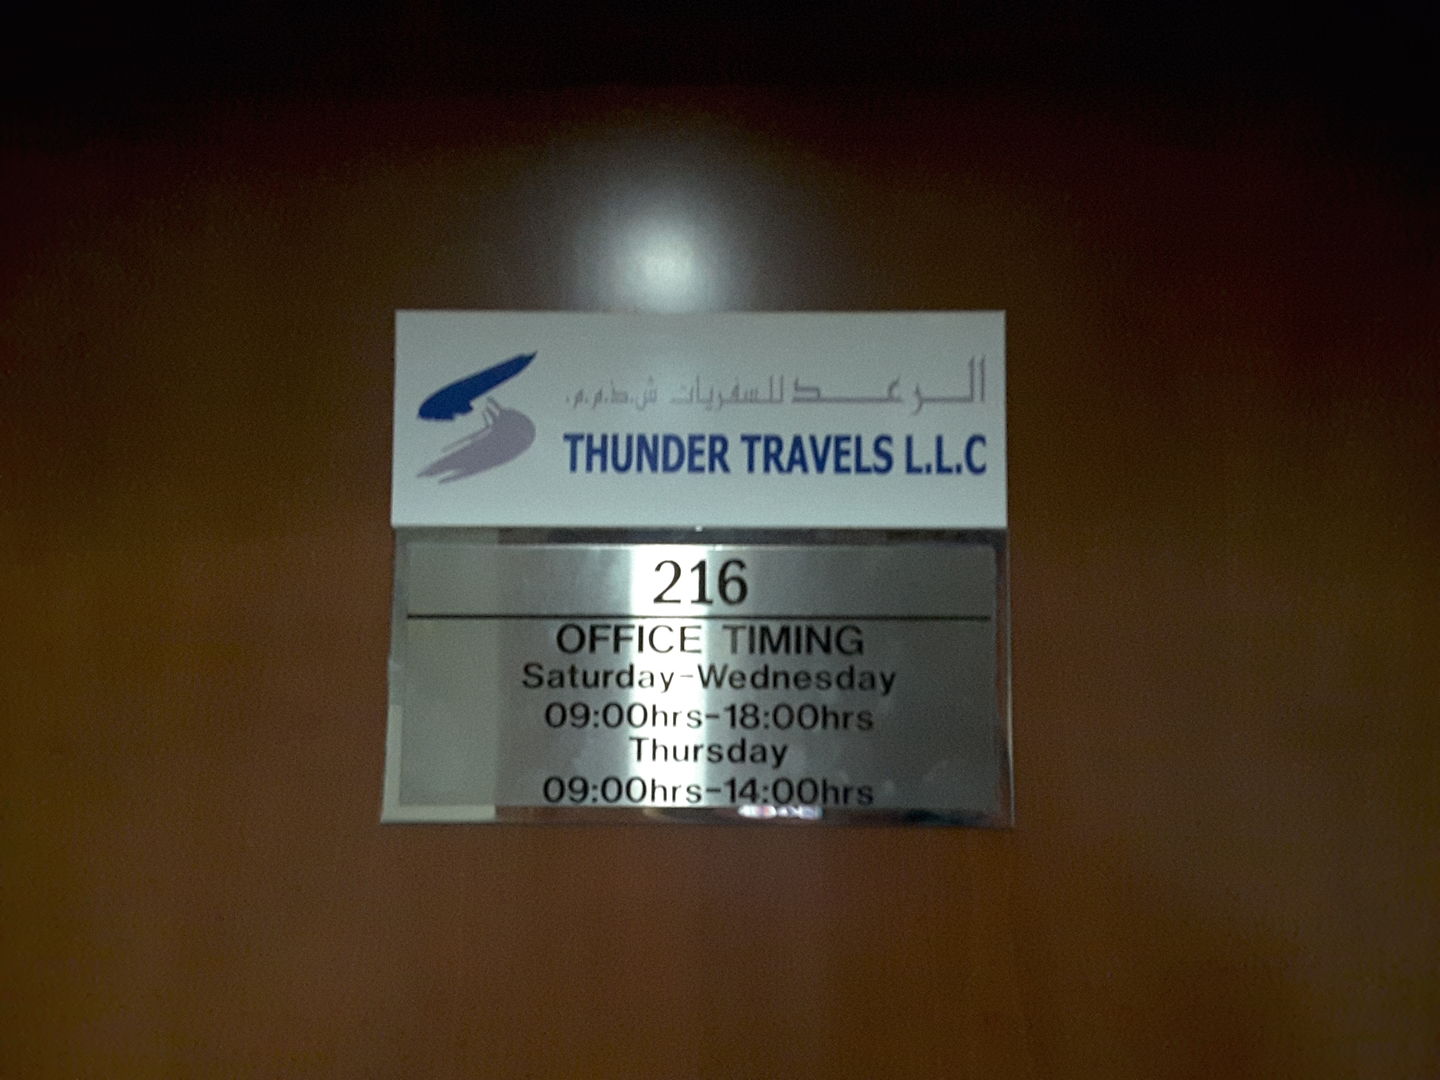 الرعد للسفريات ش.ذ.م.م.
THUNDER TRAVELS L.L.C
216
OFFICE TIMING
Saturday-Wednesday
09:00hrs-18:00hrs
Thursday
09:00hrs-14:00hrs